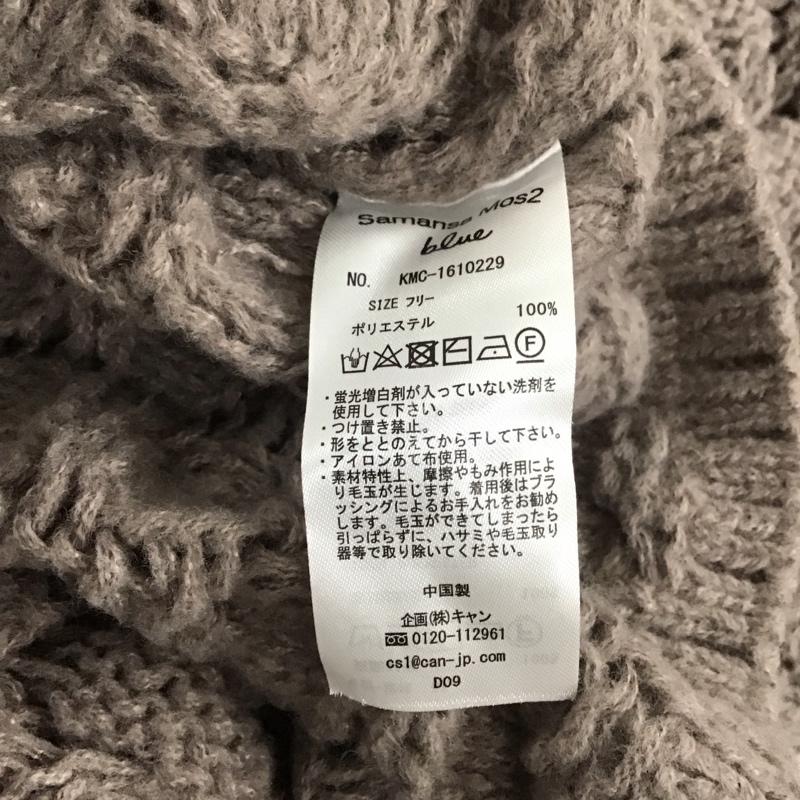 Samansa Mos2
blue
NO. KMC-1610229
SIZE フリー
ポリエステル 100%
F
・蛍光増白剤が入っていない洗剤を
使用して下さい。
・つけ置き禁止。
・形をととのえてから干して下さい。
・アイロンあて布使用。
・素材特性上、摩擦やもみ作用によ
り毛玉が生じます。着用後はブラ
ッシングによるお手入れをお勧め
します。毛玉ができてしまったら
引っぱらずに、ハサミや毛玉取り
器等で取り除いてください。
中国製
企画(株)キャン
0120-112961
cs1@can-jp.com
D09